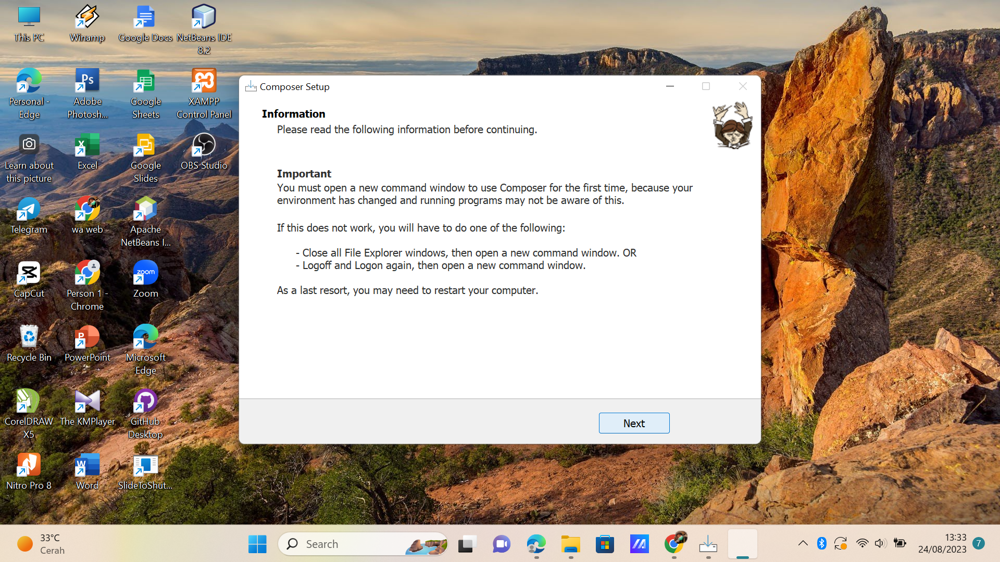 This PC
Winamp
Google Docs
NetBeans IDE
8.2
Personal -
Edge
Adobe
Photosh...
Google
Sheets
XAMPP
Control Panel
Learn about
this picture
Excel
Google
Slides
OBS Studio
Telegram
wa web
Apache
NetBeans I...
CapCut
Person 1 -
Chrome
zoom
Zoom
Recycle Bin
PowerPoint
Microsoft
Edge
CorelDRAW
X5
The KMPlayer
GitHub
Desktop
Nitro Pro 8
Word
SlideToShut...
Ps
X
P
W
Composer Setup
Information
Please read the following information before continuing.
Important
You must open a new command window to use Composer for the first time, because your
environment has changed and running programs may not be aware of this.
If this does not work, you will have to do one of the following:
- Close all File Explorer windows, then open a new command window. OR
- Logoff and Logon again, then open a new command window.
As a last resort, you may need to restart your computer.
Next
33°C
Cerah
Search
13:33
24/08/2023
7